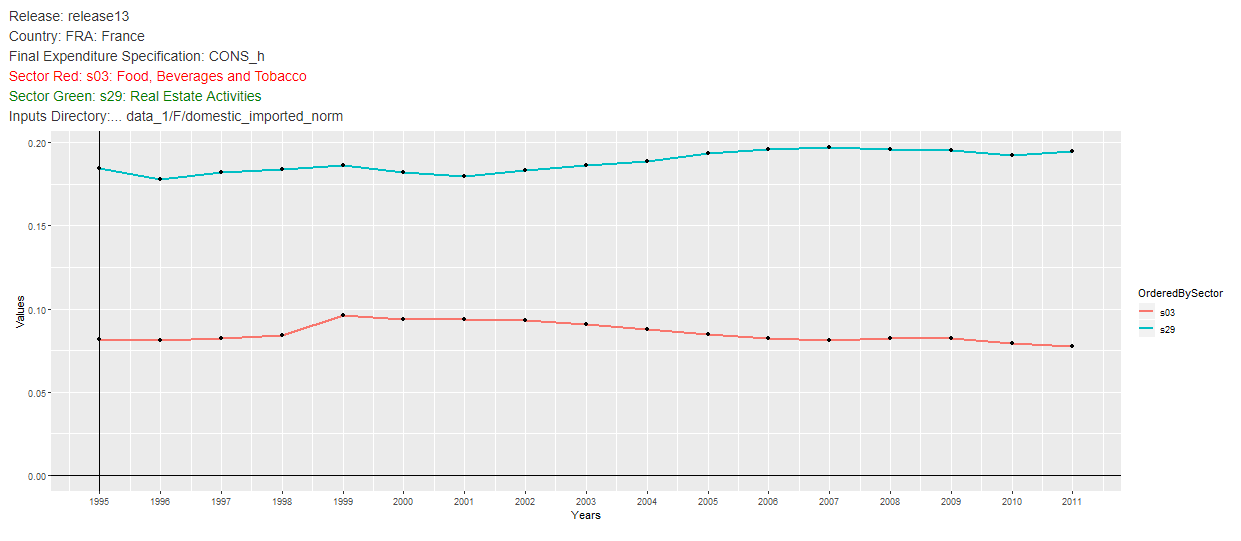 Release: release13
Country: FRA: France
Final Expenditure Specification: CONS_h
Sector Red: s03: Food, Beverages and Tobacco
Sector Green: s29: Real Estate Activities
Inputs Directory:... data_1/F/domestic_imported_norm
0.20
0.15
0.10
0.05
0.00
Values
1995 1996 1997 1998 1999 2000 2001 2002 2003 2004 2005 2006 2007 2008 2009 2010 2011
Years
OrderedBySector
s03
s29